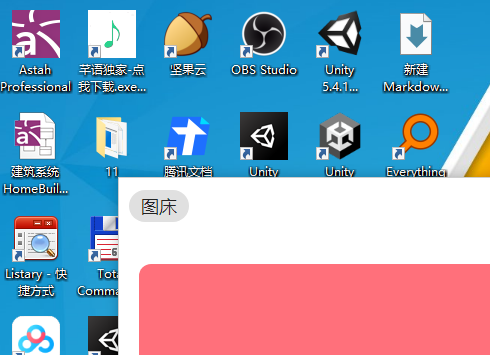 Astah
Professional
芊语独家-点
我下载.exe...
坚果云
OBS Studio
Unity
5.4.1...
新建
Markdow...
建筑系统
HomeBuil...
11
腾讯文档
Unity
Unity
Everything
图床
Listary - 快
捷方式
Tota
Comma